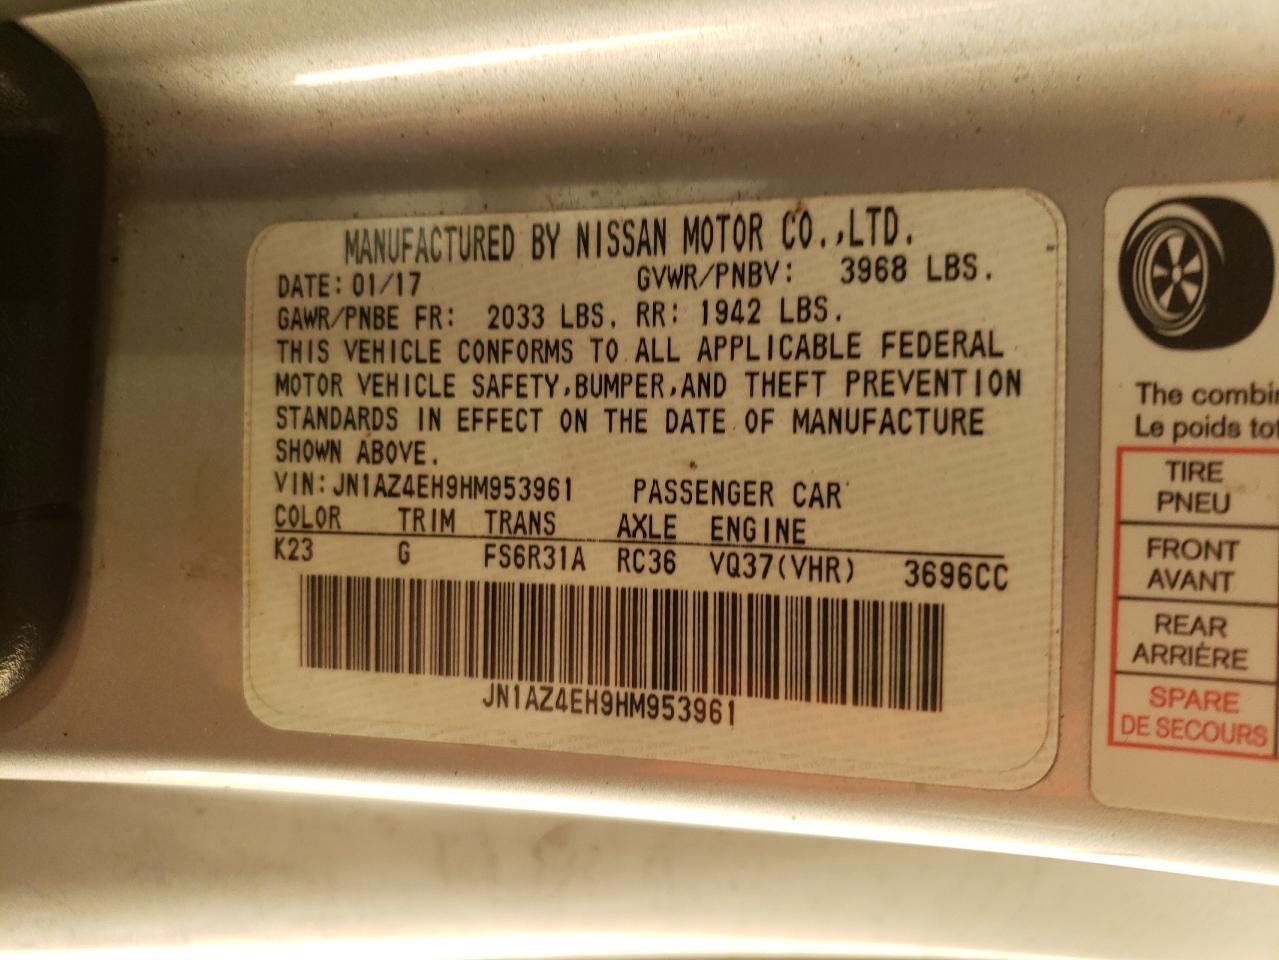 MANUFACTURED BY NISSAN MOTOR CO.,LTD.
DATE: 01/17 GVWR/PNBV: 3968 LBS.
GAWR/PNBE FR: 2033 LBS. RR: 1942 LBS.
THIS VEHICLE CONFORMS TO ALL APPLICABLE FEDERAL
MOTOR VEHICLE SAFETY,BUMPER,AND THEFT PREVENTION
STANDARDS IN EFFECT ON THE DATE OF MANUFACTURE
SHOWN ABOVE.
VIN: JN1AZ4EH9HM953961 PASSENGER CAR
COLOR TRIM TRANS AXLE ENGINE
K23 G FS6R31A RC36 VQ37(VHR) 3696CC
JN1AZ4EH9HM953961
The combi
Le poids tot
TIRE
PNEU
FRONT
AVANT
REAR
ARRIÈRE
SPARE
DE SECOURS